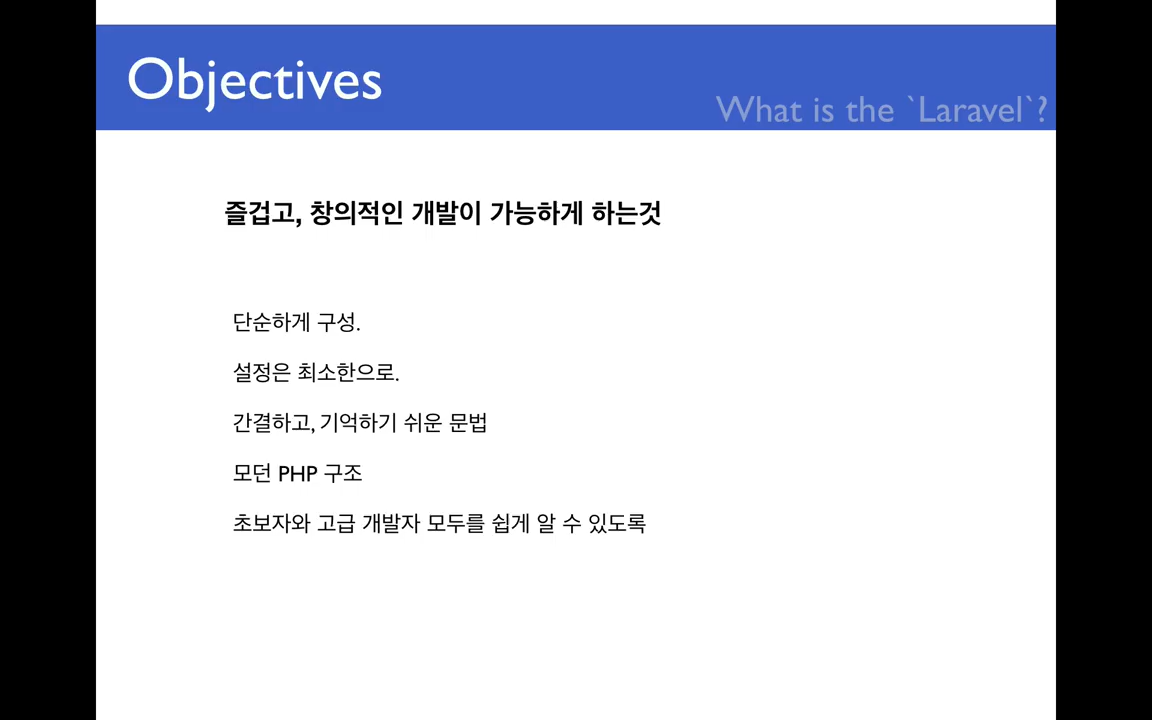 Objectives
What is the `Laravel`?
즐겁고, 창의적인 개발이 가능하게 하는것
단순하게 구성.
설정은 최소한으로.
간결하고, 기억하기 쉬운 문법
모던 PHP 구조
초보자와 고급 개발자 모두를 쉽게 알 수 있도록